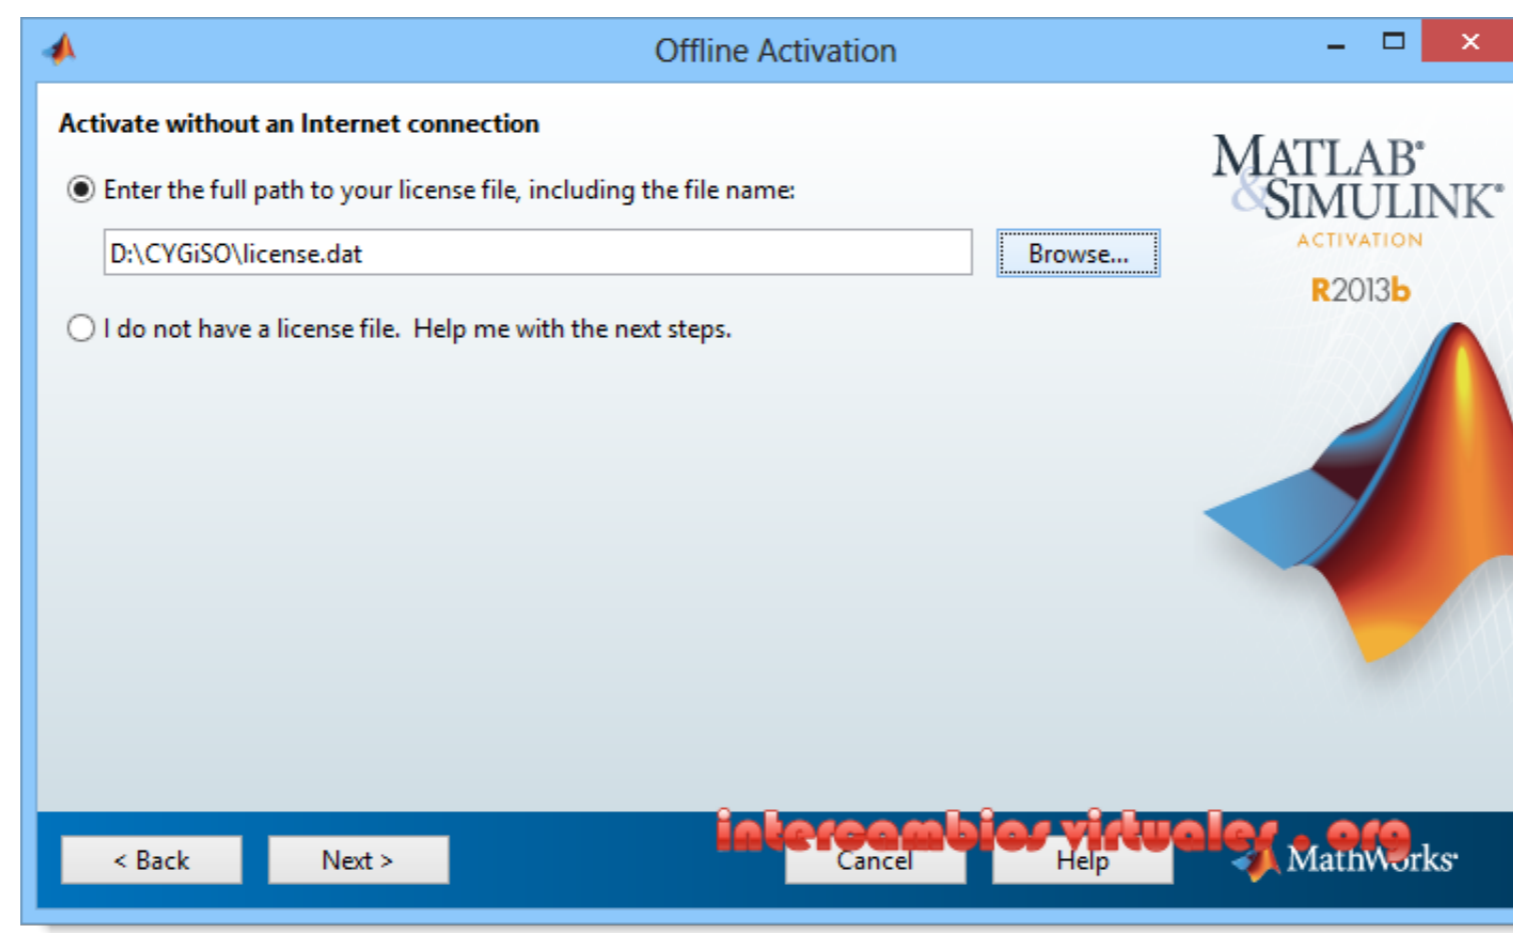 Offline Activation
Activate without an Internet connection
Enter the full path to your license file, including the file name:
D:\CYGiSO\license.dat
Browse...
I do not have a license file. Help me with the next steps.
MATLAB®
&SIMULINK®
ACTIVATION
R2013b
intercambios virtuales . org
< Back
Next >
Cancel
Help
MathWorks®